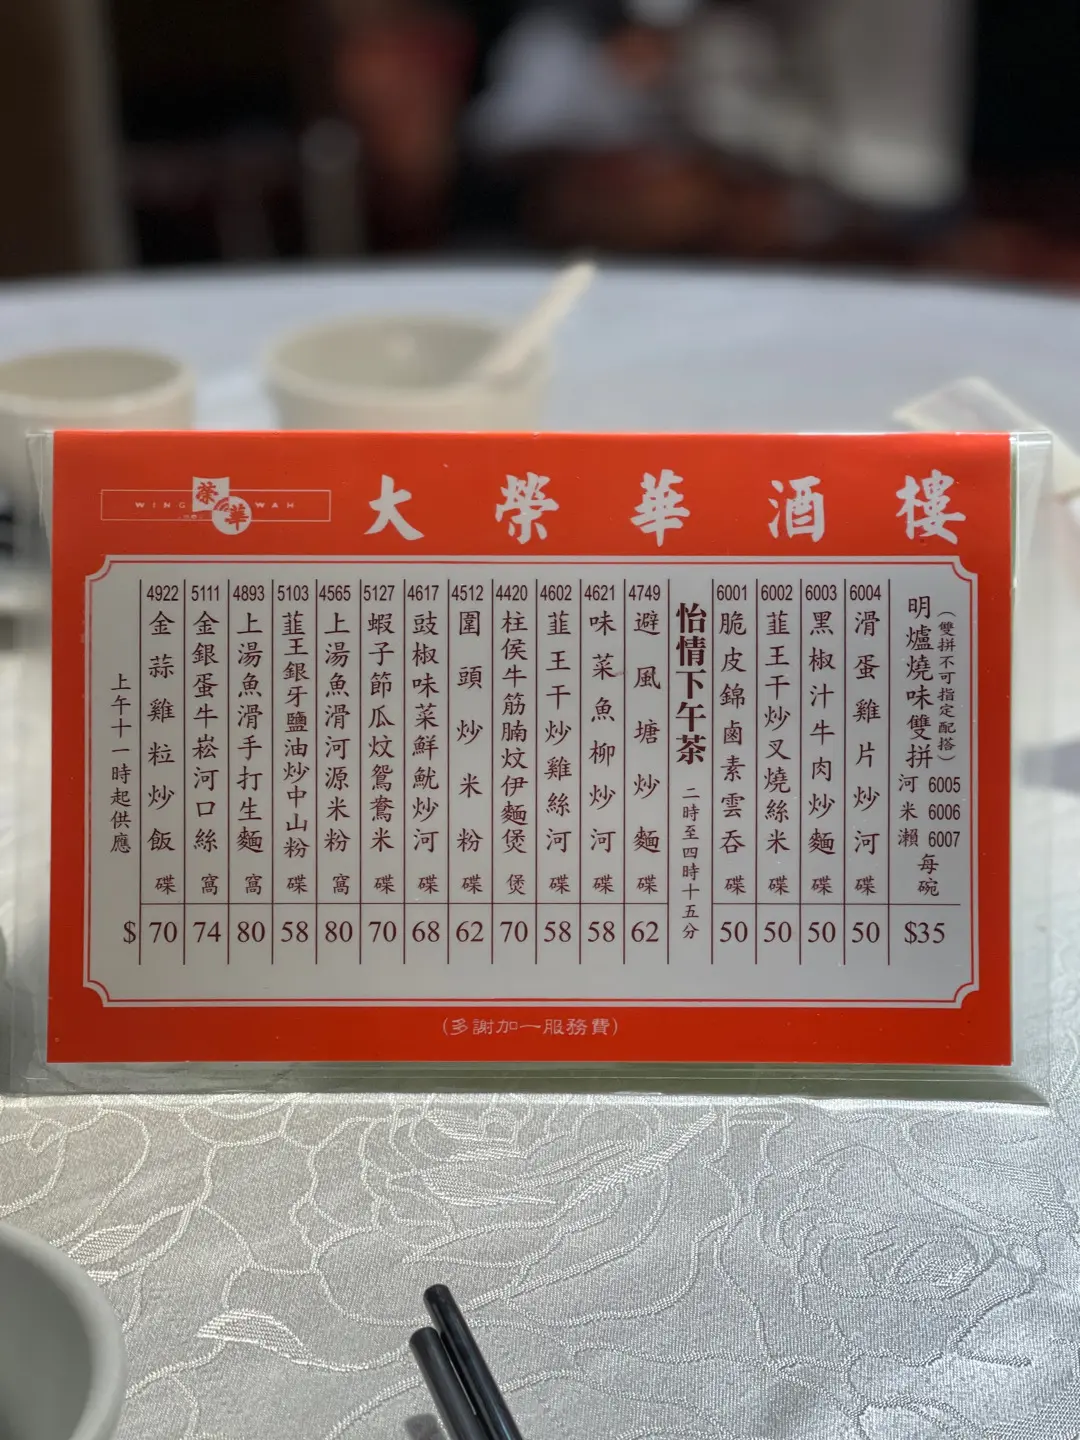 WING 榮華 WAH
大榮華酒樓
明爐燒味雙拼
(雙拼不可指定配搭)
河 6005
米 6006
瀨 6007
每碗
$35
6004 滑蛋雞片炒河 碟 50
6003 黑椒汁牛肉炒麵 碟 50
6002 韮王干炒叉燒絲米 碟 50
6001 脆皮錦鹵素雲吞 碟 50
怡情下午茶 二時至四時十五分
4749 避風塘炒麵 碟 62
4621 味菜魚柳炒河 碟 58
4602 韮王干炒雞絲河 碟 58
4420 柱侯牛筋腩炆伊麵煲 煲 70
4512 圍頭炒米粉 碟 62
4617 豉椒味菜鮮魷炒河 碟 68
5127 蝦子節瓜炆鴛鴦米 碟 70
4565 上湯魚滑河源米粉 窩 80
5103 韮王銀牙鹽油炒中山粉 碟 58
4893 上湯魚滑手打生麵 窩 80
5111 金銀蛋牛崧河口絲 窩 74
4922 金蒜雞粒炒飯 碟 70
上午十一時起供應 $
(多謝加一服務費)